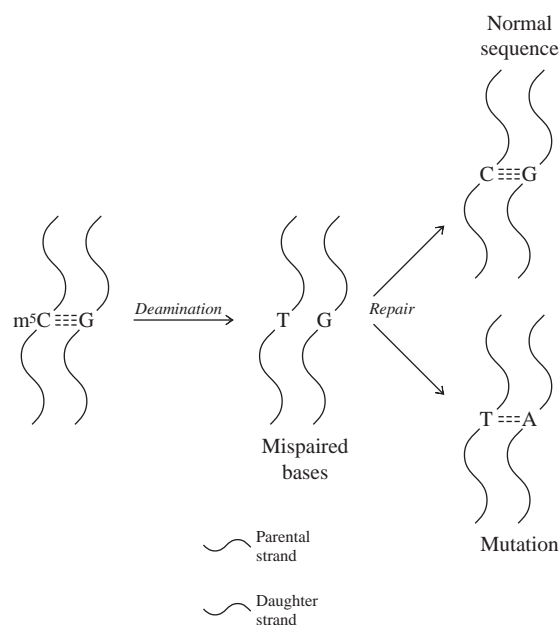 Normal
sequence
C G
m⁵C G
Deamination
T G
Repair
T A
Mispaired
bases
Mutation
Parental
strand
Daughter
strand